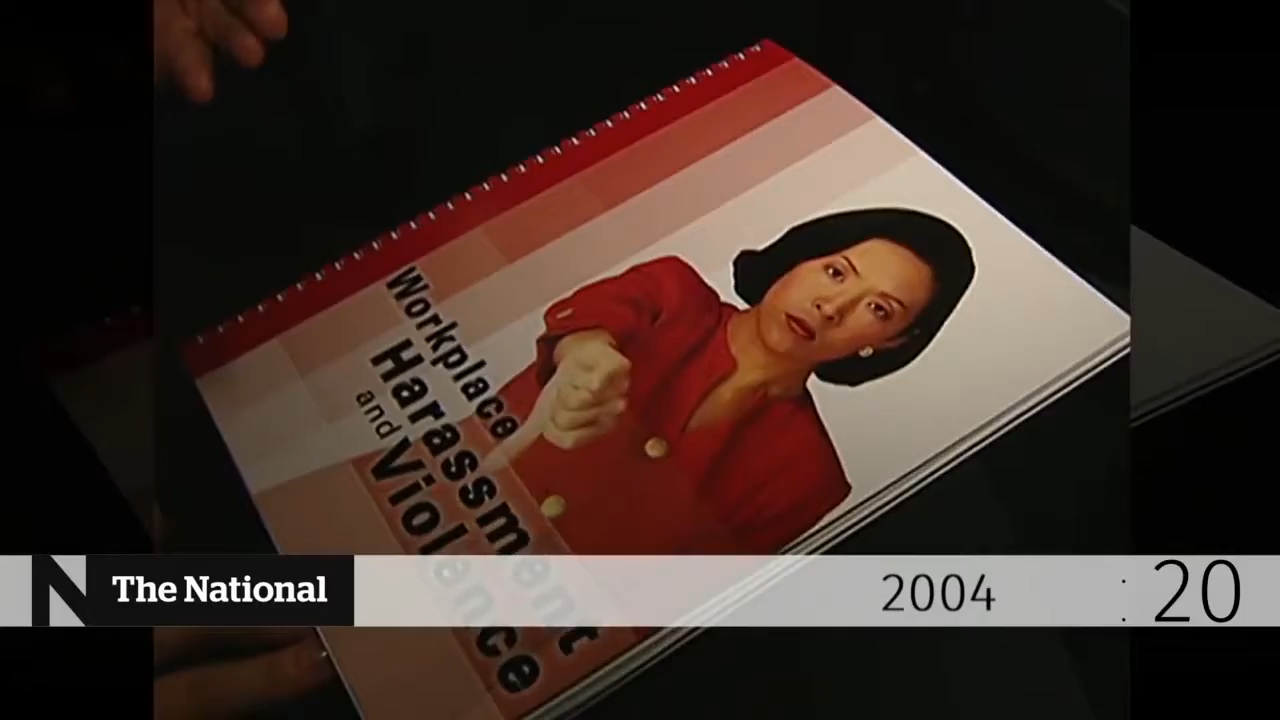 Workplace
Harassment
and Violence
N The National
2004
: 20